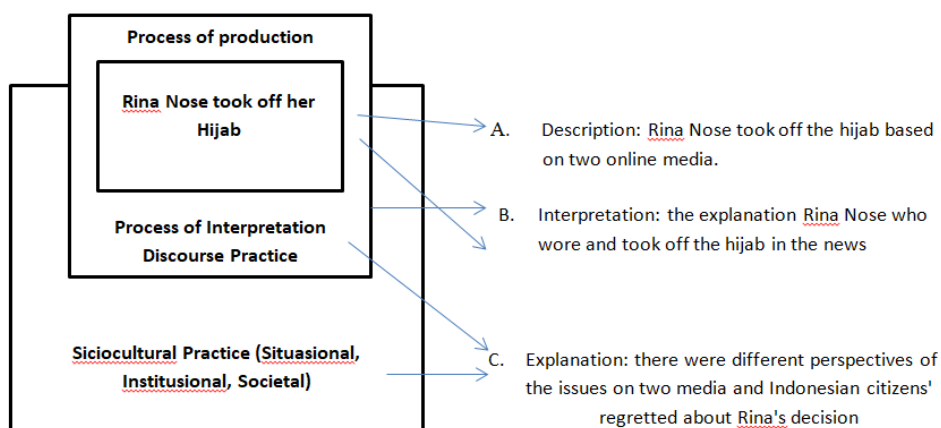 Process of production
Rina Nose took off her
Hijab
Process of Interpretation
Discourse Practice
Siciocultural Practice (Situasional,
Institusional, Societal)
A. Description: Rina Nose took off the hijab based
on two online media.
B. Interpretation: the explanation Rina Nose who
wore and took off the hijab in the news
C. Explanation: there were different perspectives of
the issues on two media and Indonesian citizens'
regretted about Rina's decision